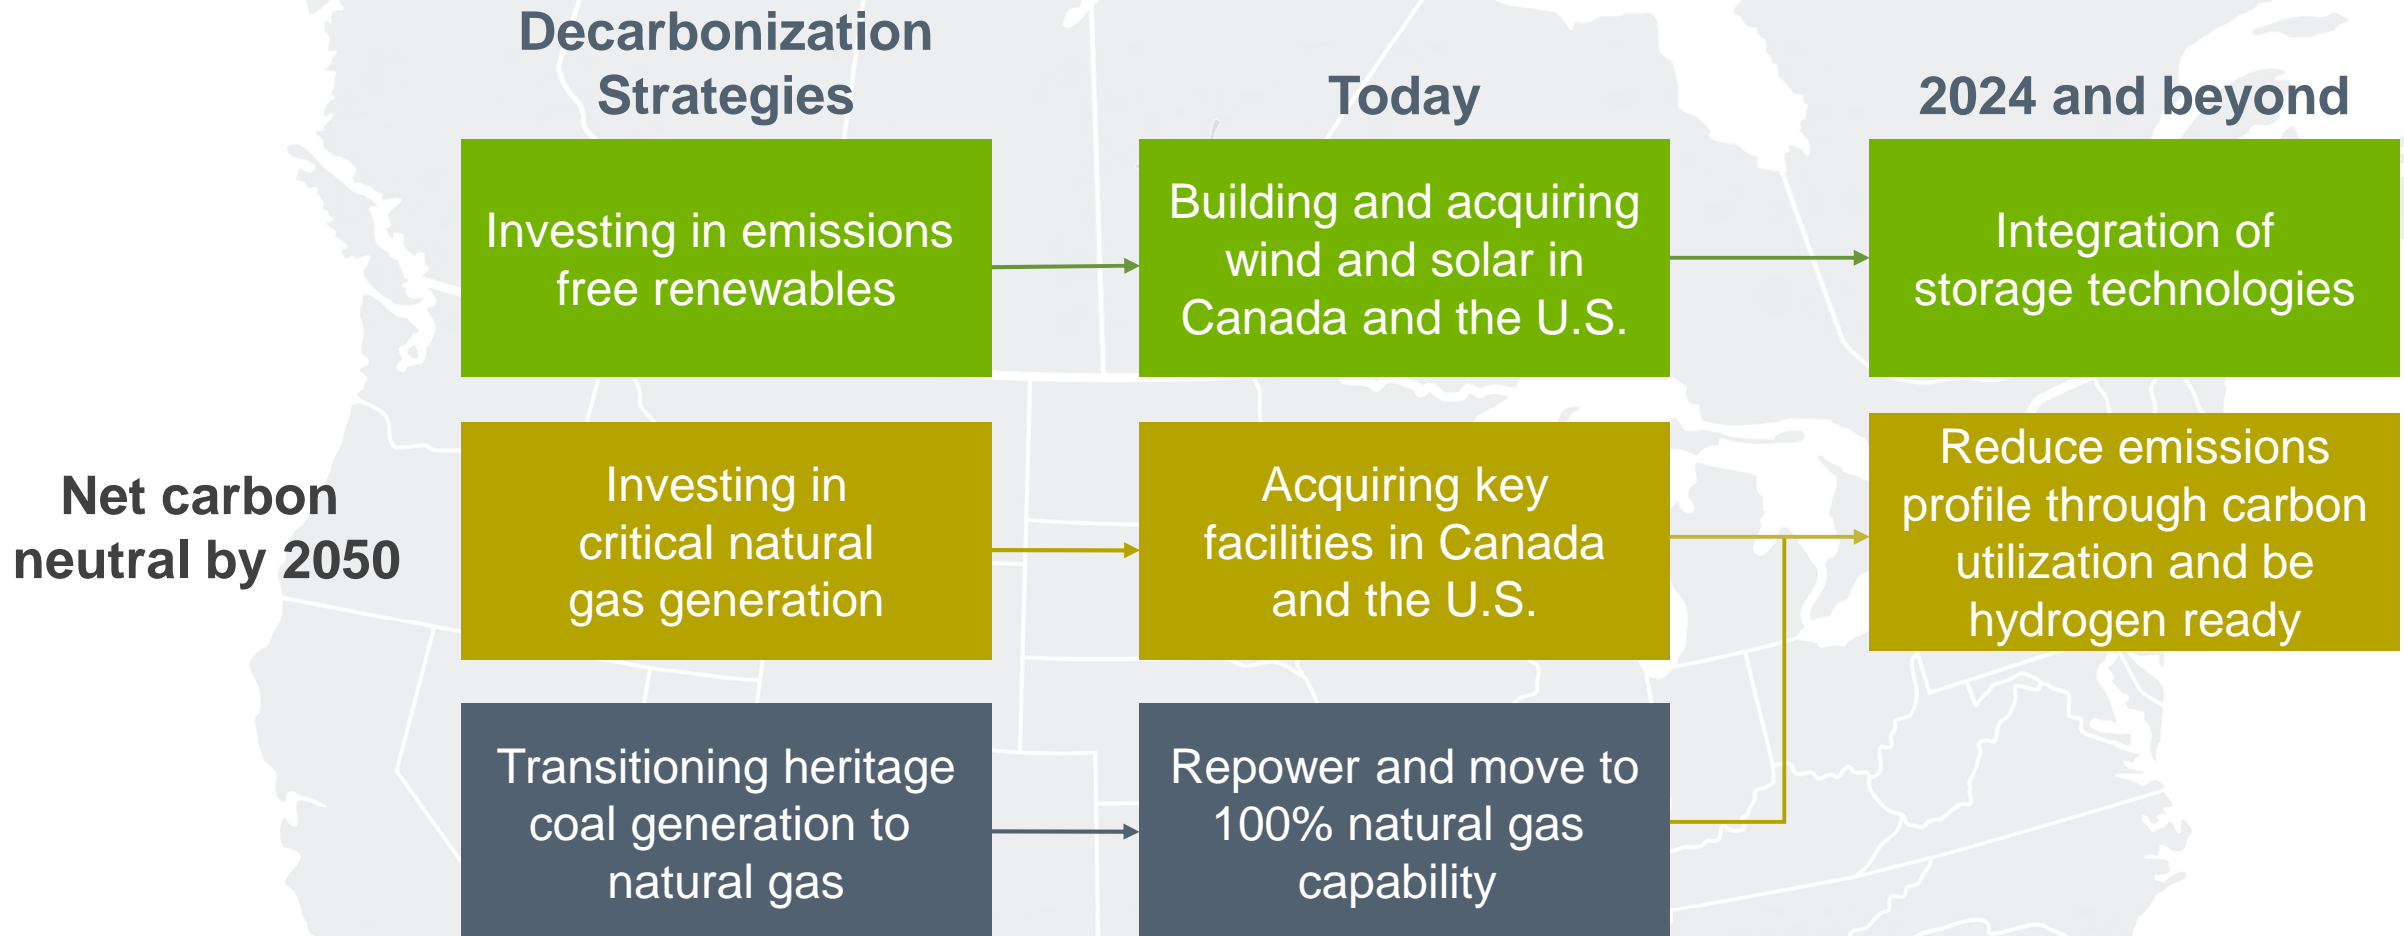 Decarbonization
Strategies
Today
2024 and beyond
Investing in emissions
free renewables
Building and acquiring
wind and solar in
Canada and the U.S.
Integration of
storage technologies
Net carbon
neutral by 2050
Investing in
critical natural
gas generation
Acquiring key
facilities in Canada
and the U.S.
Reduce emissions
profile through carbon
utilization and be
hydrogen ready
Transitioning heritage
coal generation to
natural gas
Repower and move to
100% natural gas
capability